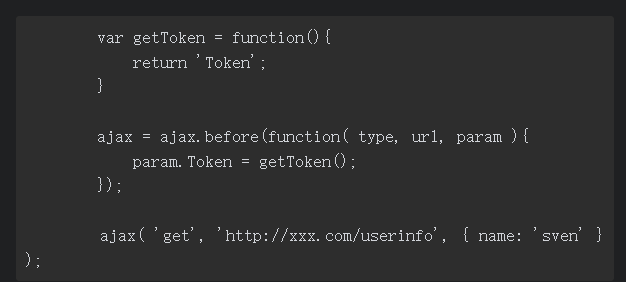 var getToken = function(){
return 'Token';
}
ajax = ajax.before(function( type, url, param ){
param.Token = getToken();
});
ajax( 'get', 'http://xxx.com/userinfo', { name: 'sven' }
);